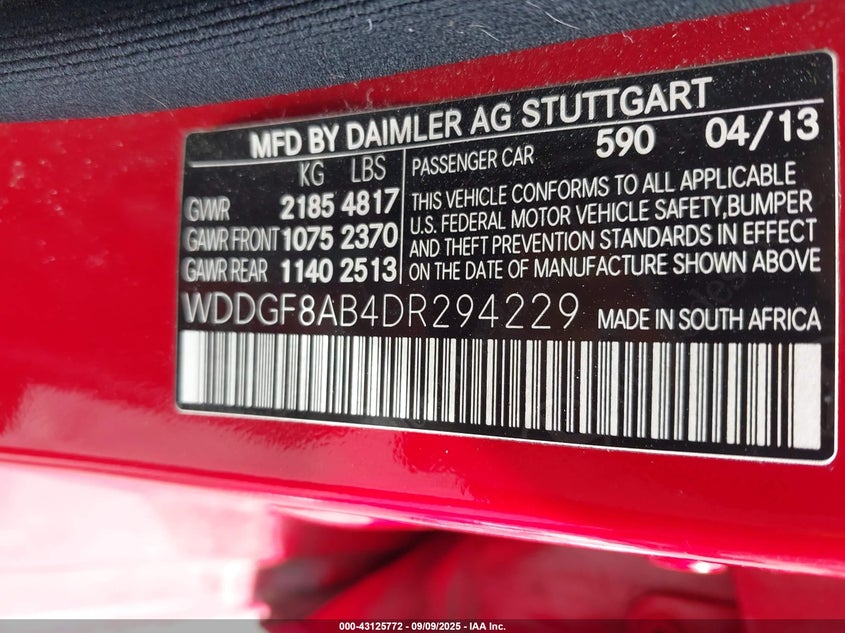 MFD BY DAIMLER AG STUTTGART
KG LBS
GVWR 2185 4817
GAWR FRONT 1075 2370
GAWR REAR 1140 2513
PASSENGER CAR 590 04/13
THIS VEHICLE CONFORMS TO ALL APPLICABLE
U.S. FEDERAL MOTOR VEHICLE SAFETY,BUMPER
AND THEFT PREVENTION STANDARDS IN EFFECT
ON THE DATE OF MANUFACTURE SHOWN ABOVE
WDDGF8AB4DR294229 MADE IN SOUTH AFRICA
000-43125772 - 09/09/2025 - IAA Inc.